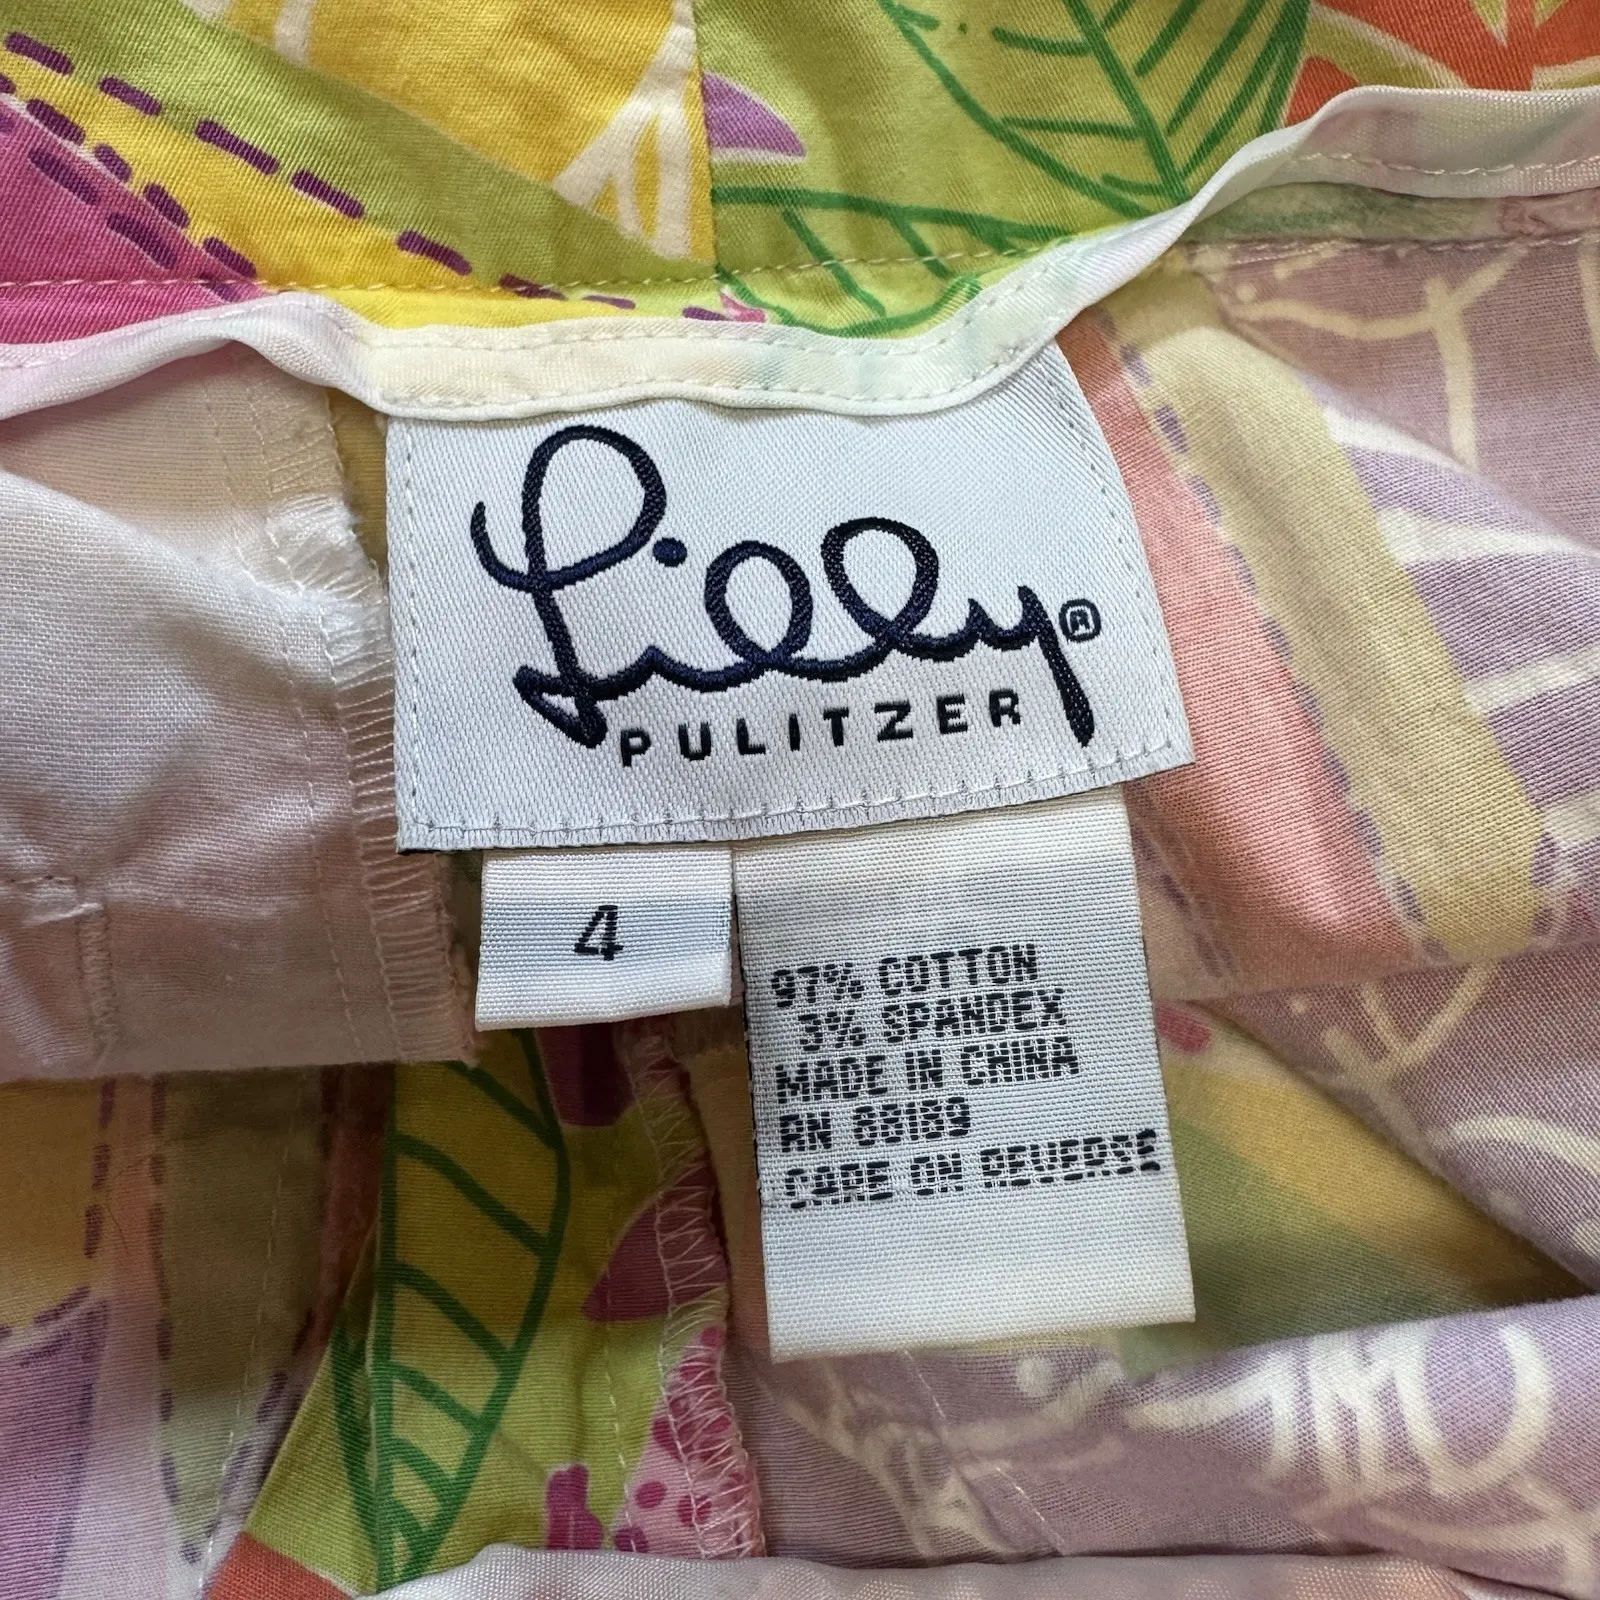 Lilly®
PULITZER
4
97% COTTON
3% SPANDEX
MADE IN CHINA
RN 88189
CARE ON REVERSE